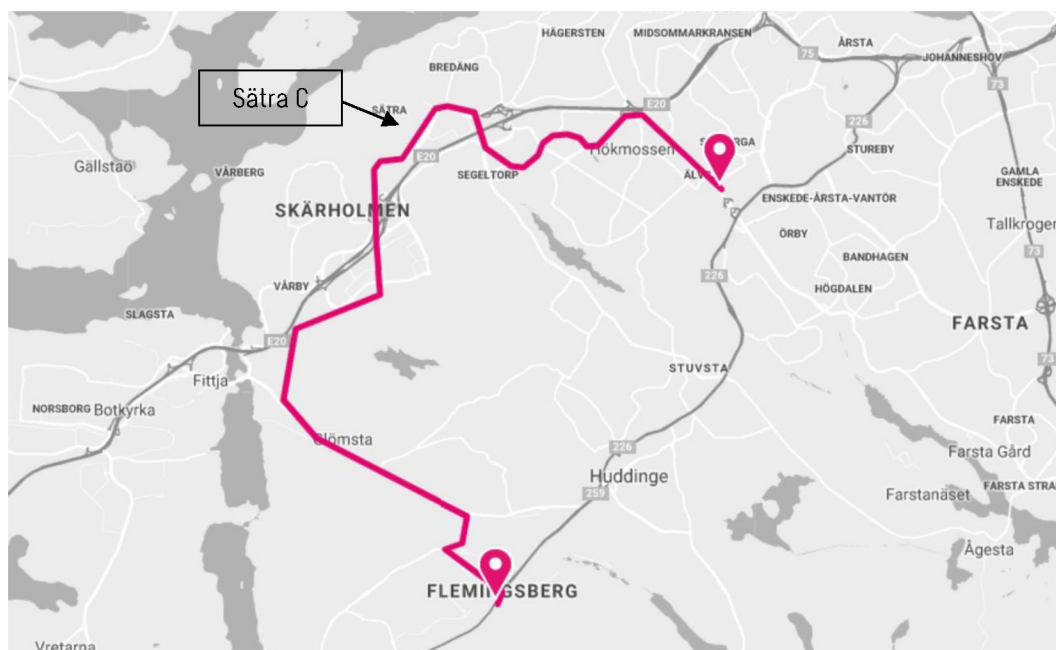 HÄGERSTEN
MIDSOMMARKRANSEN
ÅRSTA
75
JOHANNESHOV
BREDÄNG
Sätra C
73
SÄTRA
E20
226
Gällstaö
VÅRBERG
E20
Hökmossen
STUREBY
SEGELTORP
GAMLA
ENSKEDE
SKÄRHOLMEN
ENSKEDE-ÅRSTA-VANTÖR
Tallkrogen
ÖRBY
BANDHAGEN
73
226
VÅRBY
HÖGDALEN
SLAGSTA
FARSTA
E20
73
STUVSTA
Fittja
NORSBORG
Botkyrka
FARSTA
226
Farsta Gård
Huddinge
FARSTA STRA
259
Farstanäset
Ågesta
FLEMINGSBERG
Vretarna